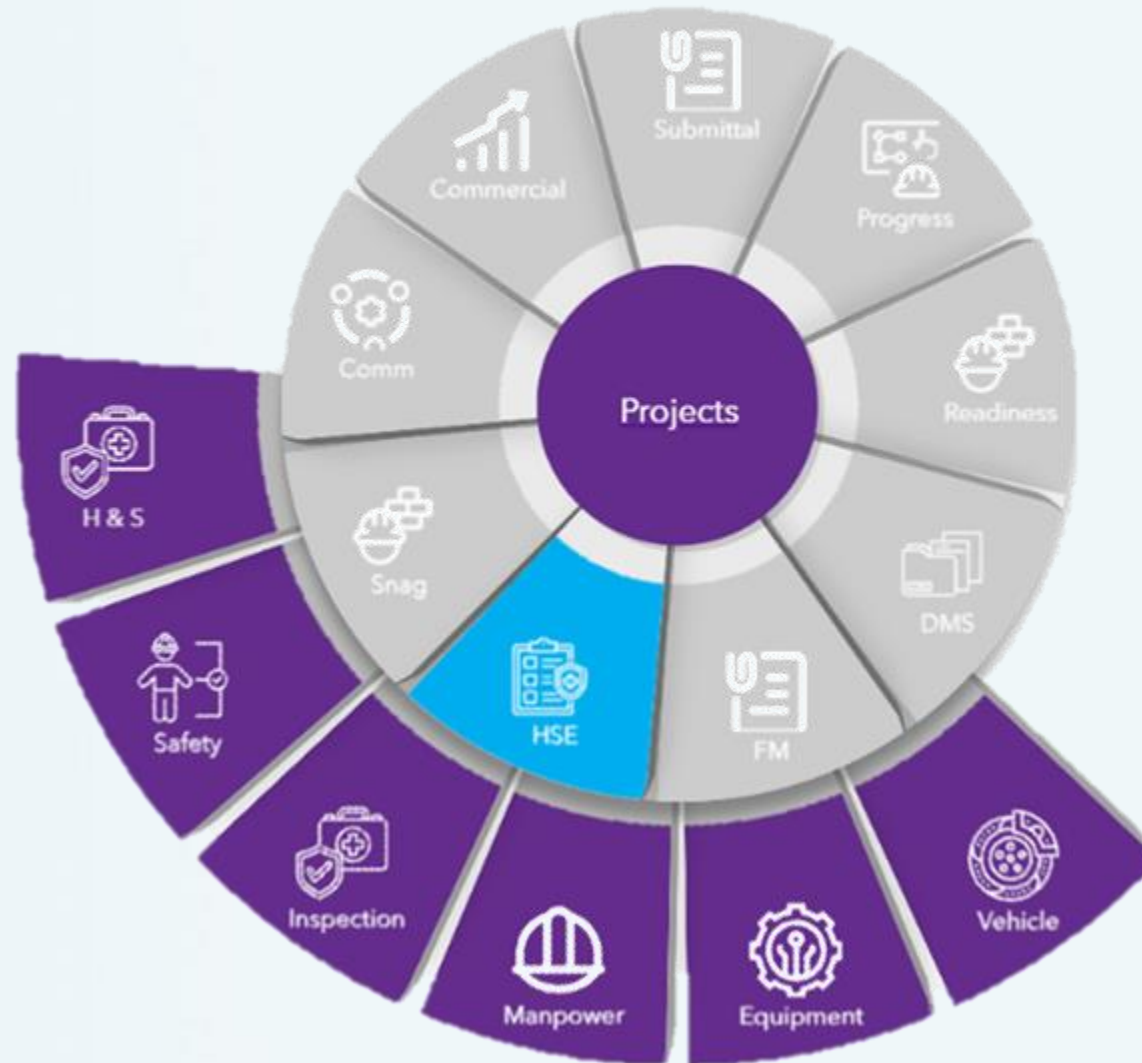 Submittal
Commercial
Progress
Comm
Projects
Readiness
H & S
Snag
DMS
HSE
FM
Safety
Inspection
Manpower
Equipment
Vehicle